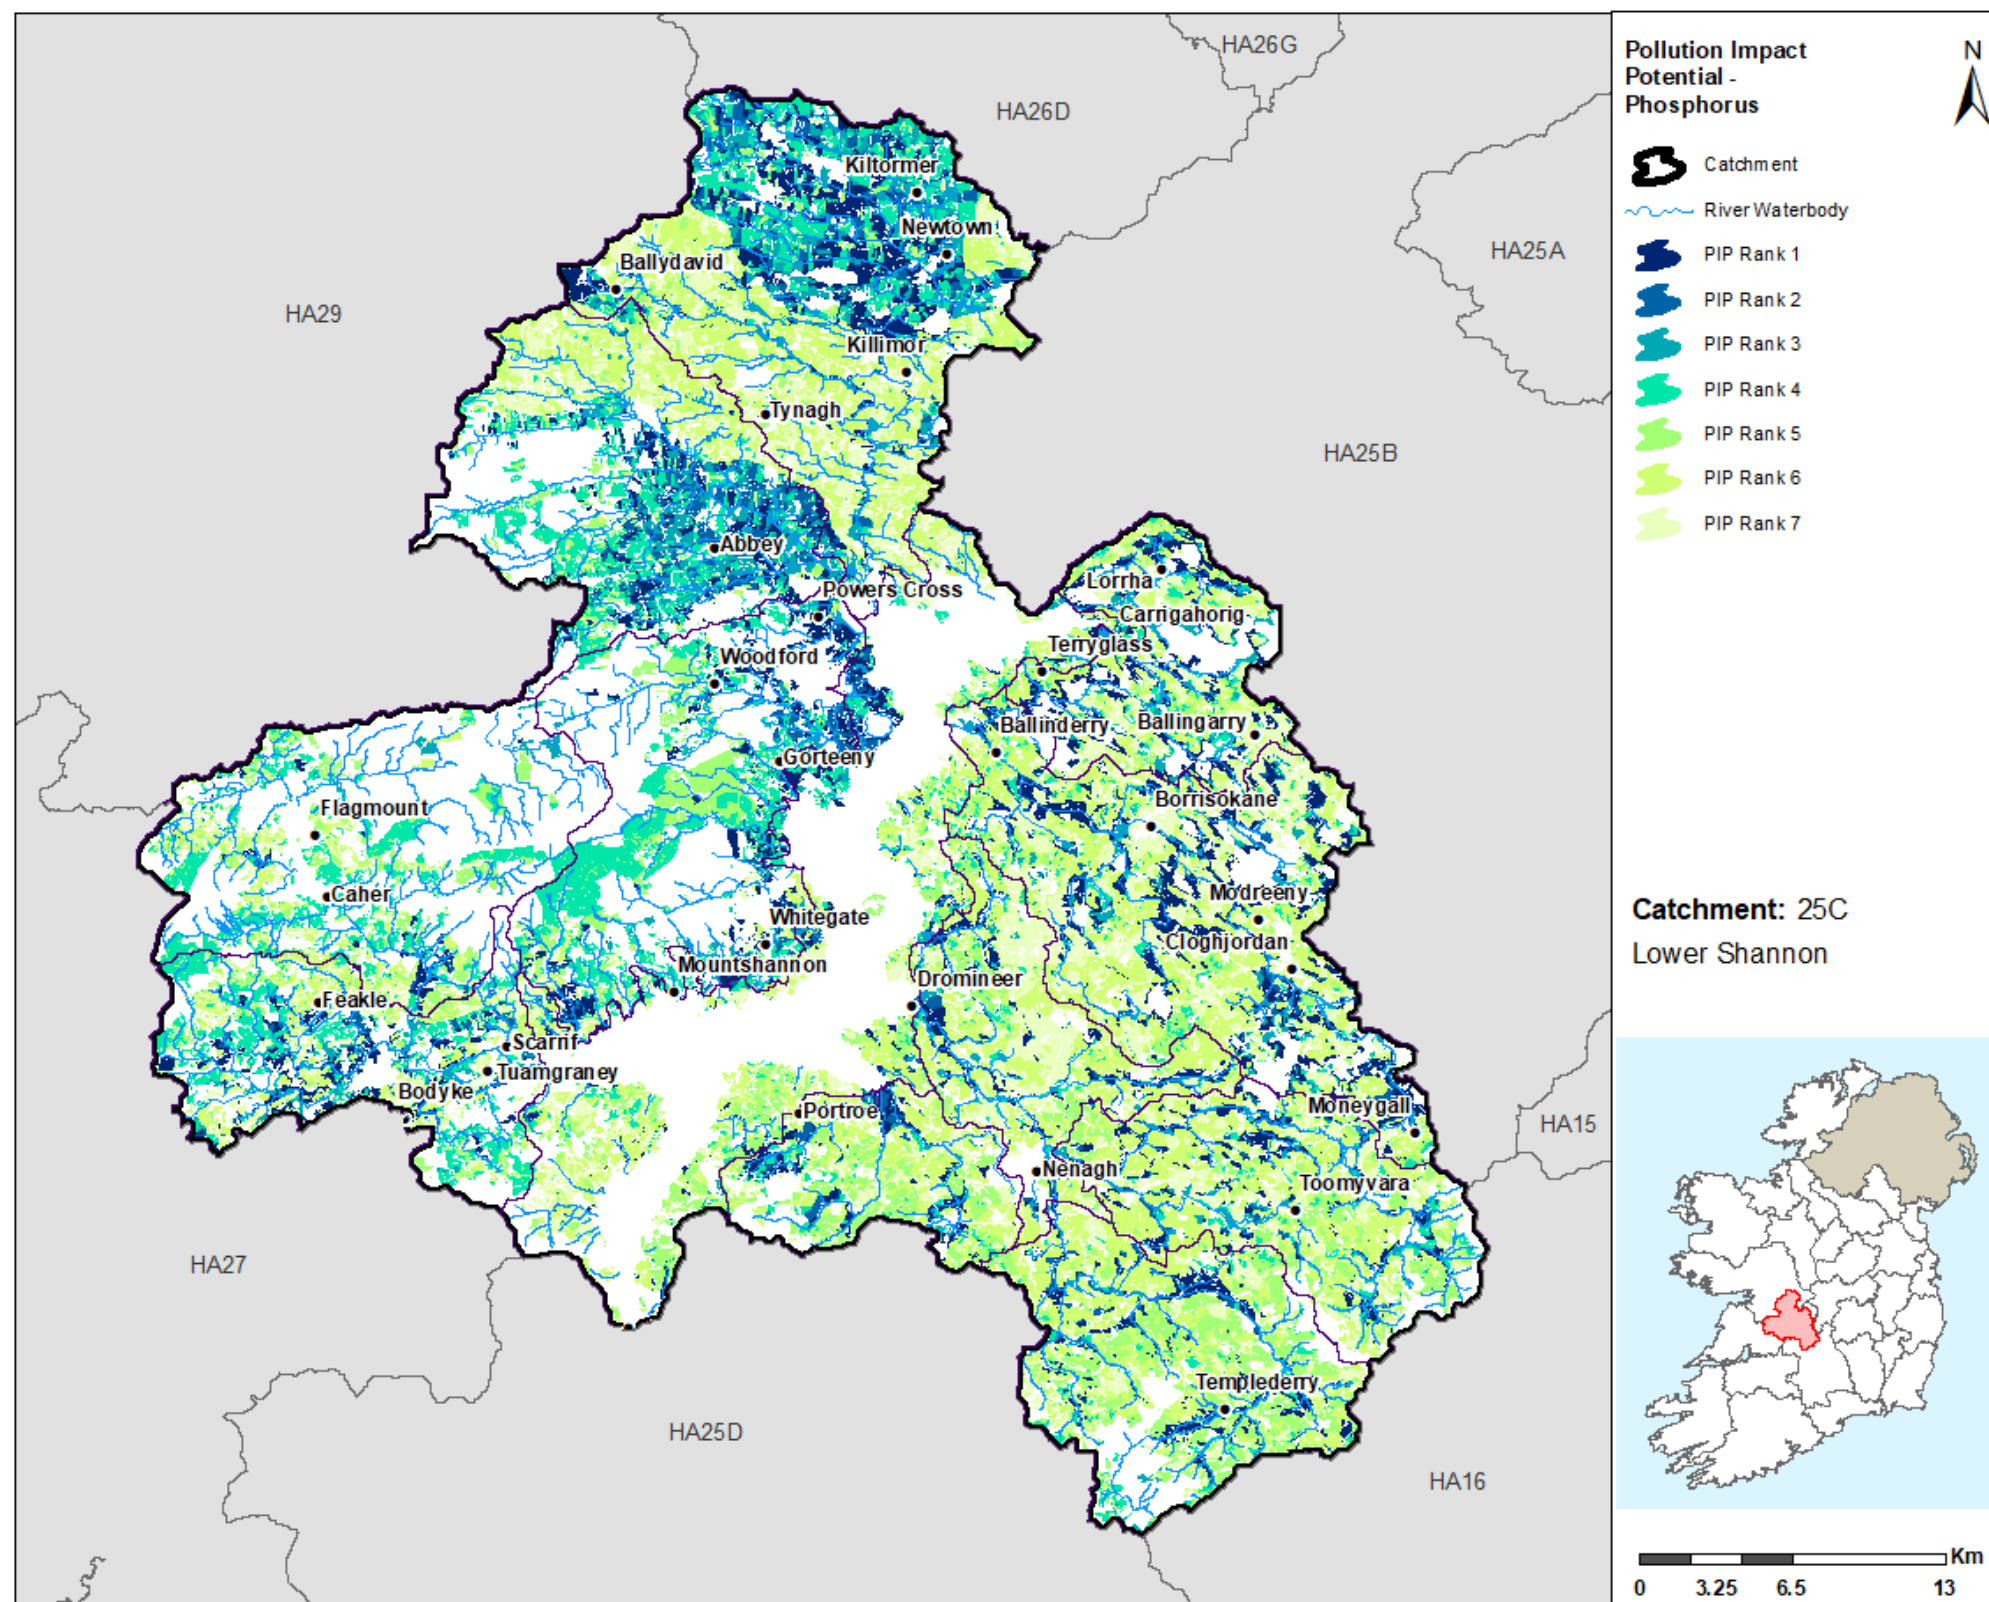 HA26G
HA26D
HA25A
HA29
HA25B
HA15
HA27
HA25D
HA16
Kiltormer
Newtown
Ballydavid
Killimor
Tynagh
Abbey
Powers Cross
Lorrha
Carrigahorig
Terryglass
Woodford
Ballinderry
Ballingarry
Gorteeny
Borrisokane
Flagmount
Caher
Modreeny
Whitegate
Cloghjordan
Mountshannon
Dromineer
Feakle
Scarrif
Tuamgraney
Bodyke
Portroe
Moneygall
Nenagh
Toomyvara
Templederry
Pollution Impact
Potential -
Phosphorus
N
Catchment
River Waterbody
PIP Rank 1
PIP Rank 2
PIP Rank 3
PIP Rank 4
PIP Rank 5
PIP Rank 6
PIP Rank 7
Catchment: 25C
Lower Shannon
Km
0 3.25 6.5 13